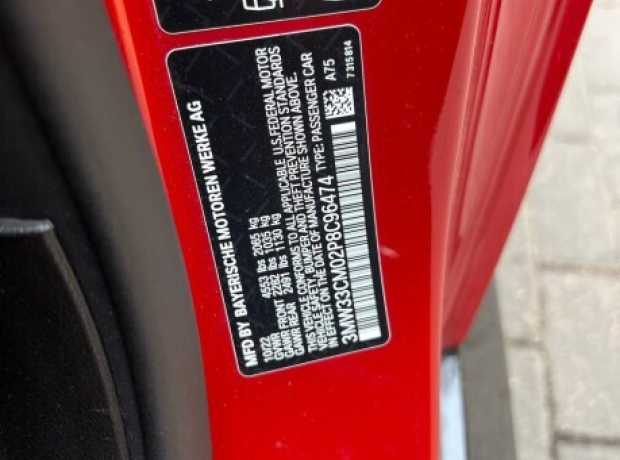 MFD BY BAYERISCHE MOTOREN WERKE AG
10/22 4553 lbs 2065 kg
GVWR
GAWR FRONT 2282 lbs 1035 kg
GAWR REAR 2491 lbs 1130 kg
THIS VEHICLE CONFORMS TO ALL APPLICABLE U.S. FEDERAL MOTOR
VEHICLE SAFETY, BUMPER AND THEFT PREVENTION STANDARDS
IN EFFECT ON THE DATE OF MANUFACTURE SHOWN ABOVE.
3MW33CM02P8C96474 TYPE: PASSENGER CAR
A75
7 315 814